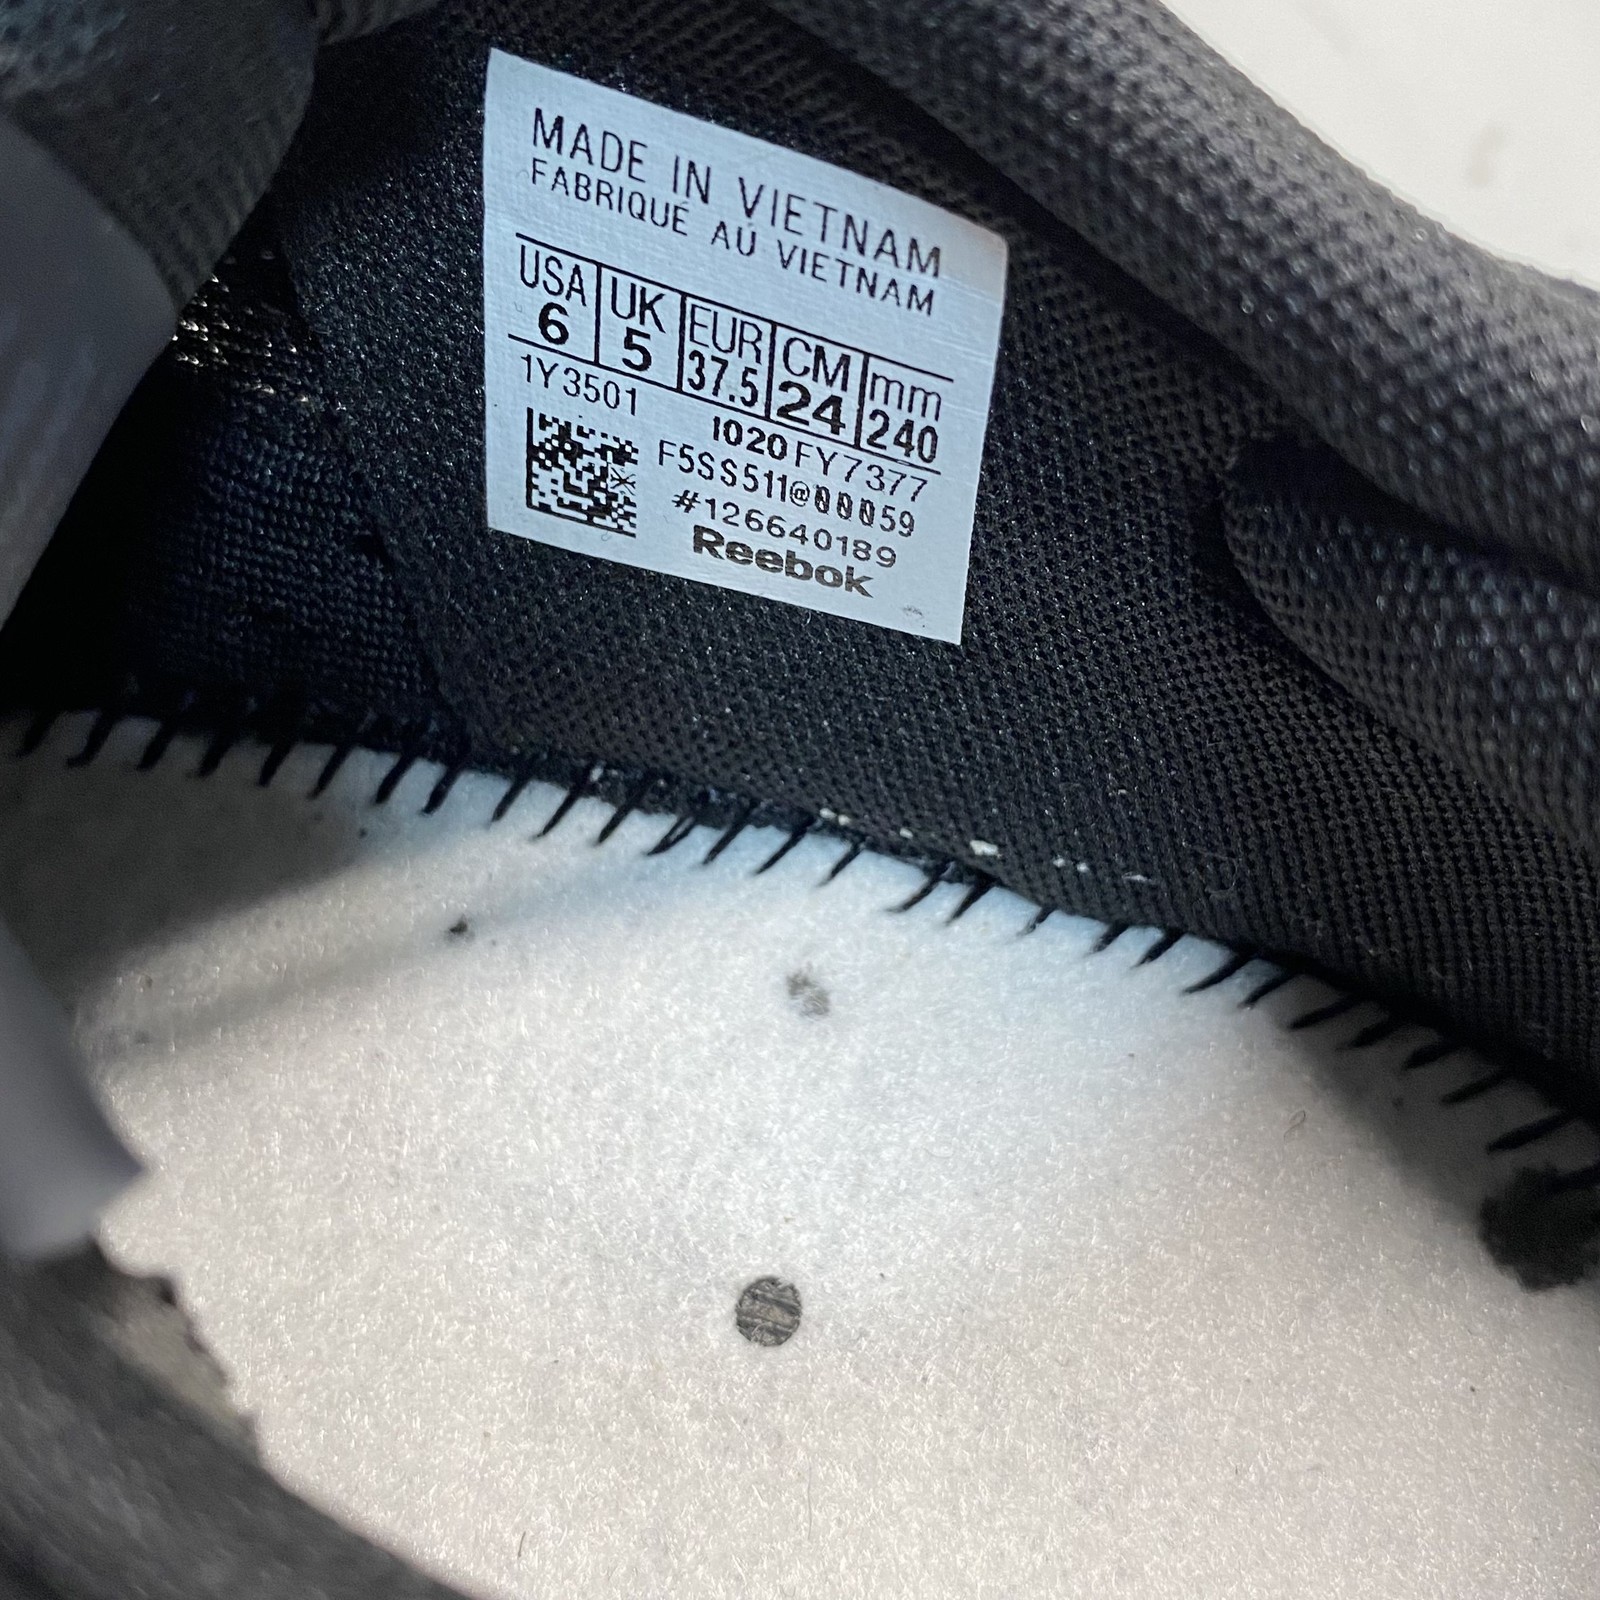 MADE IN VIETNAM
FABRIQUÉ AU VIETNAM
USA UK EUR CM mm
6 5 37.5 24 240
1Y3501 1020 FY7377
F5SS511@00059
#126640189
Reebok